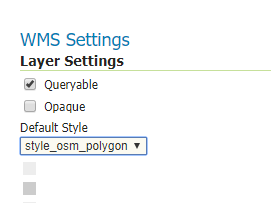 WMS Settings
Layer Settings
Queryable
Opaque
Default Style
style_osm_polygon